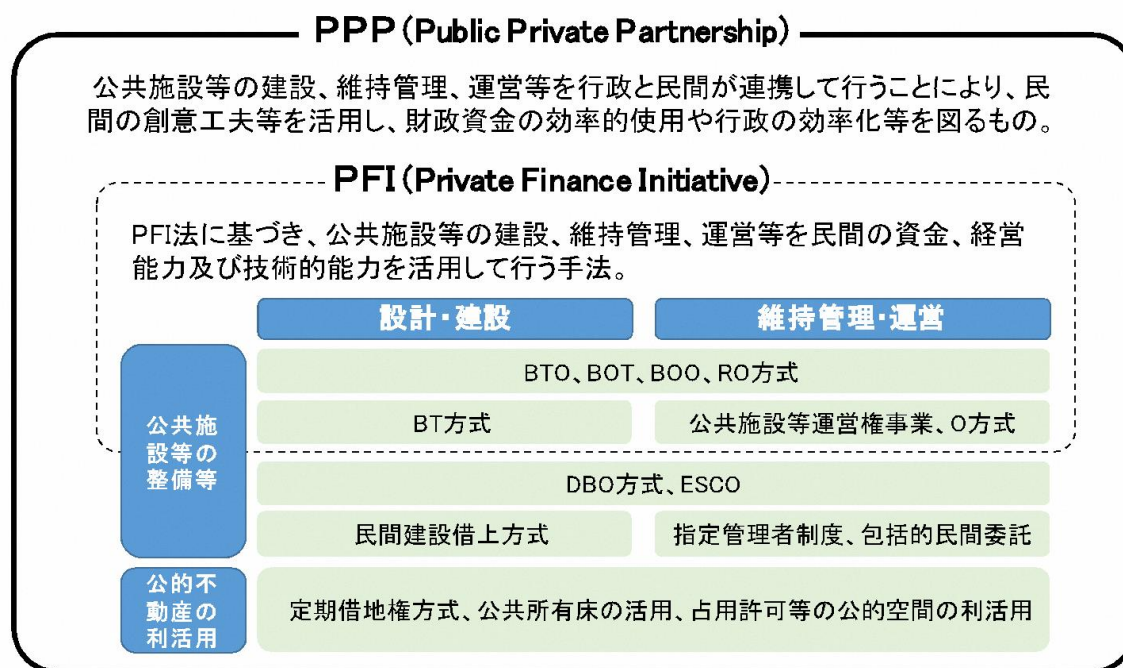 PPP(Public Private Partnership)
公共施設等の建設、維持管理、運営等を行政と民間が連携して行うことにより、民
間の創意工夫等を活用し、財政資金の効率的使用や行政の効率化等を図るもの。
PFI(Private Finance Initiative)
PFI法に基づき、公共施設等の建設、維持管理、運営等を民間の資金、経営
能力及び技術的能力を活用して行う手法。
設計・建設
維持管理・運営
公共施
設等の
整備等
BTO、BOT、BOO、RO方式
BT方式
公共施設等運営権事業、O方式
DBO方式、ESCO
民間建設借上方式
指定管理者制度、包括的民間委託
公的不
動産の
利活用
定期借地権方式、公共所有床の活用、占用許可等の公的空間の利活用